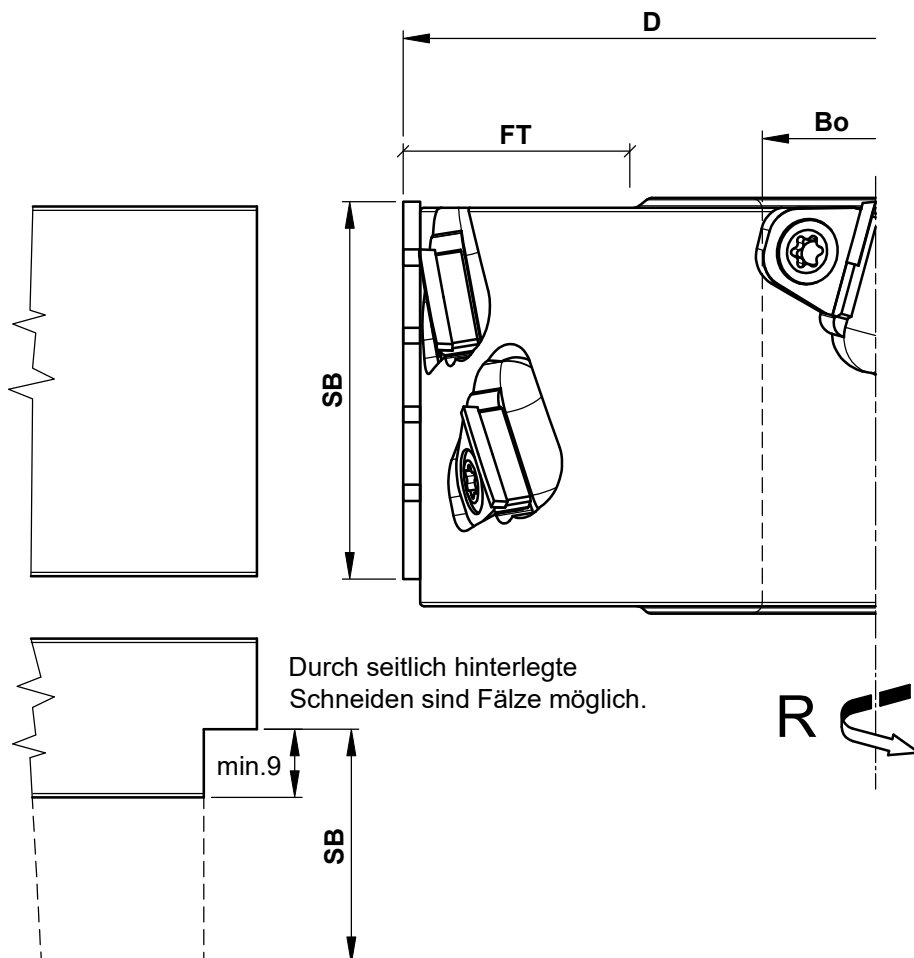 D
FT
Bo
SB
Durch seitlich hinterlegte
Schneiden sind Fälze möglich.
R
min.9
SB